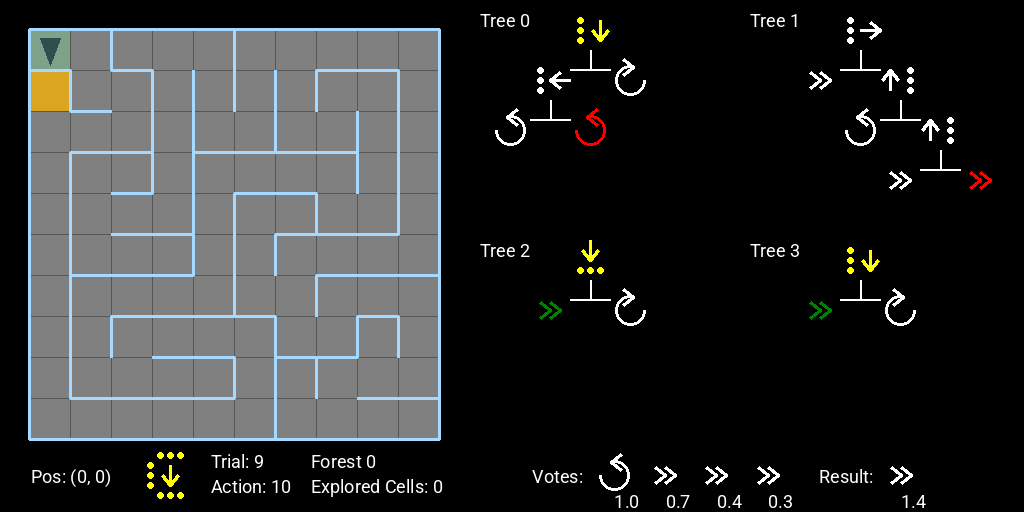 Tree 0
Tree 1
Tree 2
Tree 3
Pos: (0, 0)
Trial: 9
Forest 0
Action: 10
Explored Cells: 0
Votes:
1.0
0.7
0.4
0.3
Result:
1.4